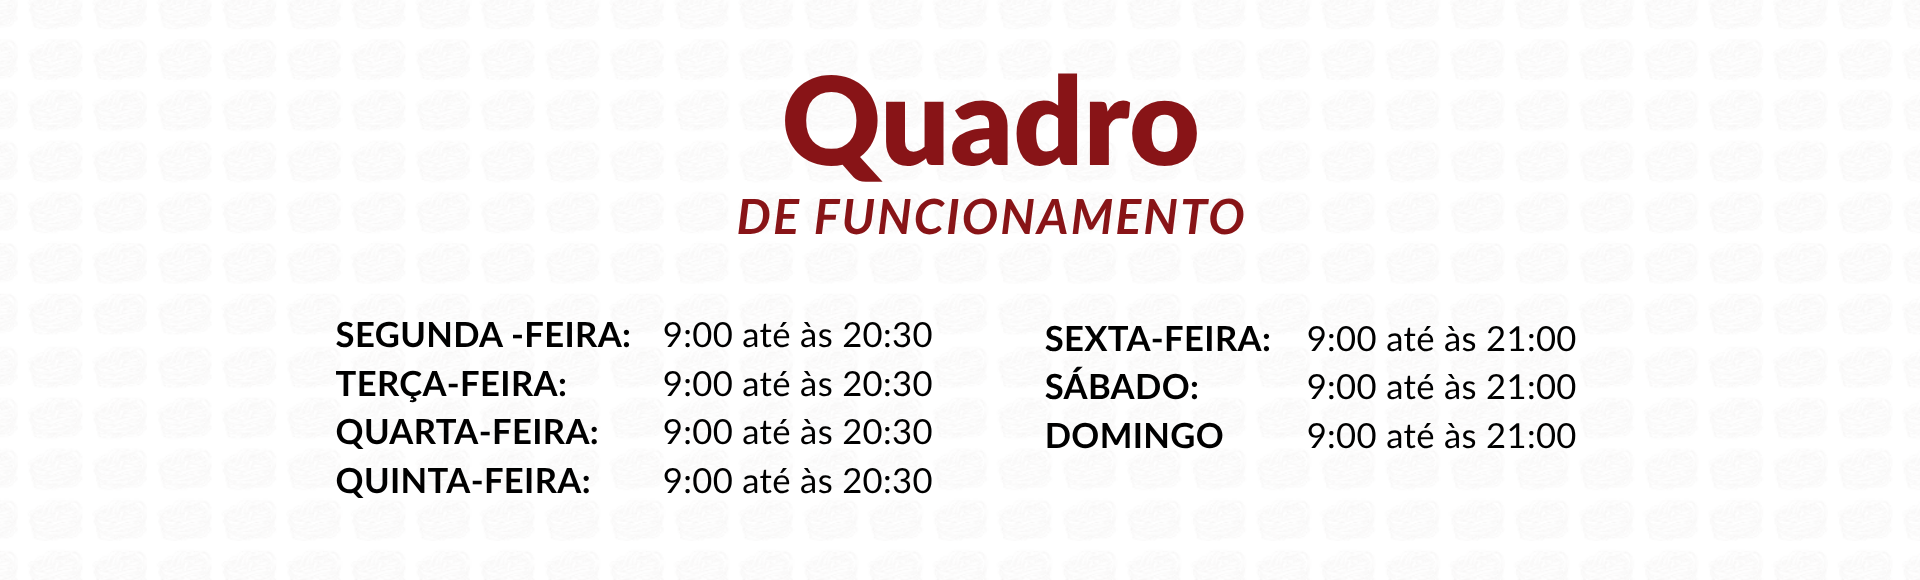 Quadro
DE FUNCIONAMENTO
SEGUNDA -FEIRA: 9:00 até às 20:30
TERÇA-FEIRA: 9:00 até às 20:30
QUARTA-FEIRA: 9:00 até às 20:30
QUINTA-FEIRA: 9:00 até às 20:30
SEXTA-FEIRA: 9:00 até às 21:00
SÁBADO: 9:00 até às 21:00
DOMINGO 9:00 até às 21:00